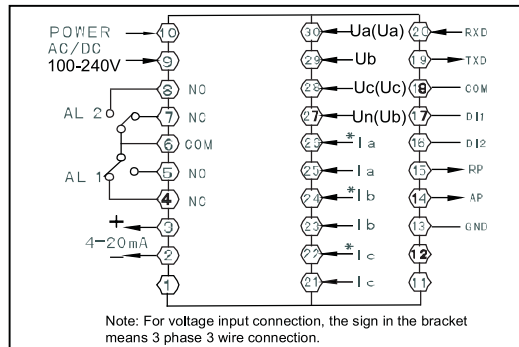 POWER 10 30 Ua(Ua) 20 RXD
AC/DC
100-240V 9 29 Ub 19 TXD
8 NO 28 Uc(Uc) 18 COM
AL 2 7 NC 27 Un(Ub) 17 DI1
6 COM 26 *Ia 16 DI2
AL 1 5 NO 25 Ia 15 RP
4 NC 24 *Ib 14 AP
+ 3 23 Ib 13 GND
4-20mA
− 2 22 *Ic 12
1 21 Ic 11
Note: For voltage input connection, the sign in the bracket
means 3 phase 3 wire connection.